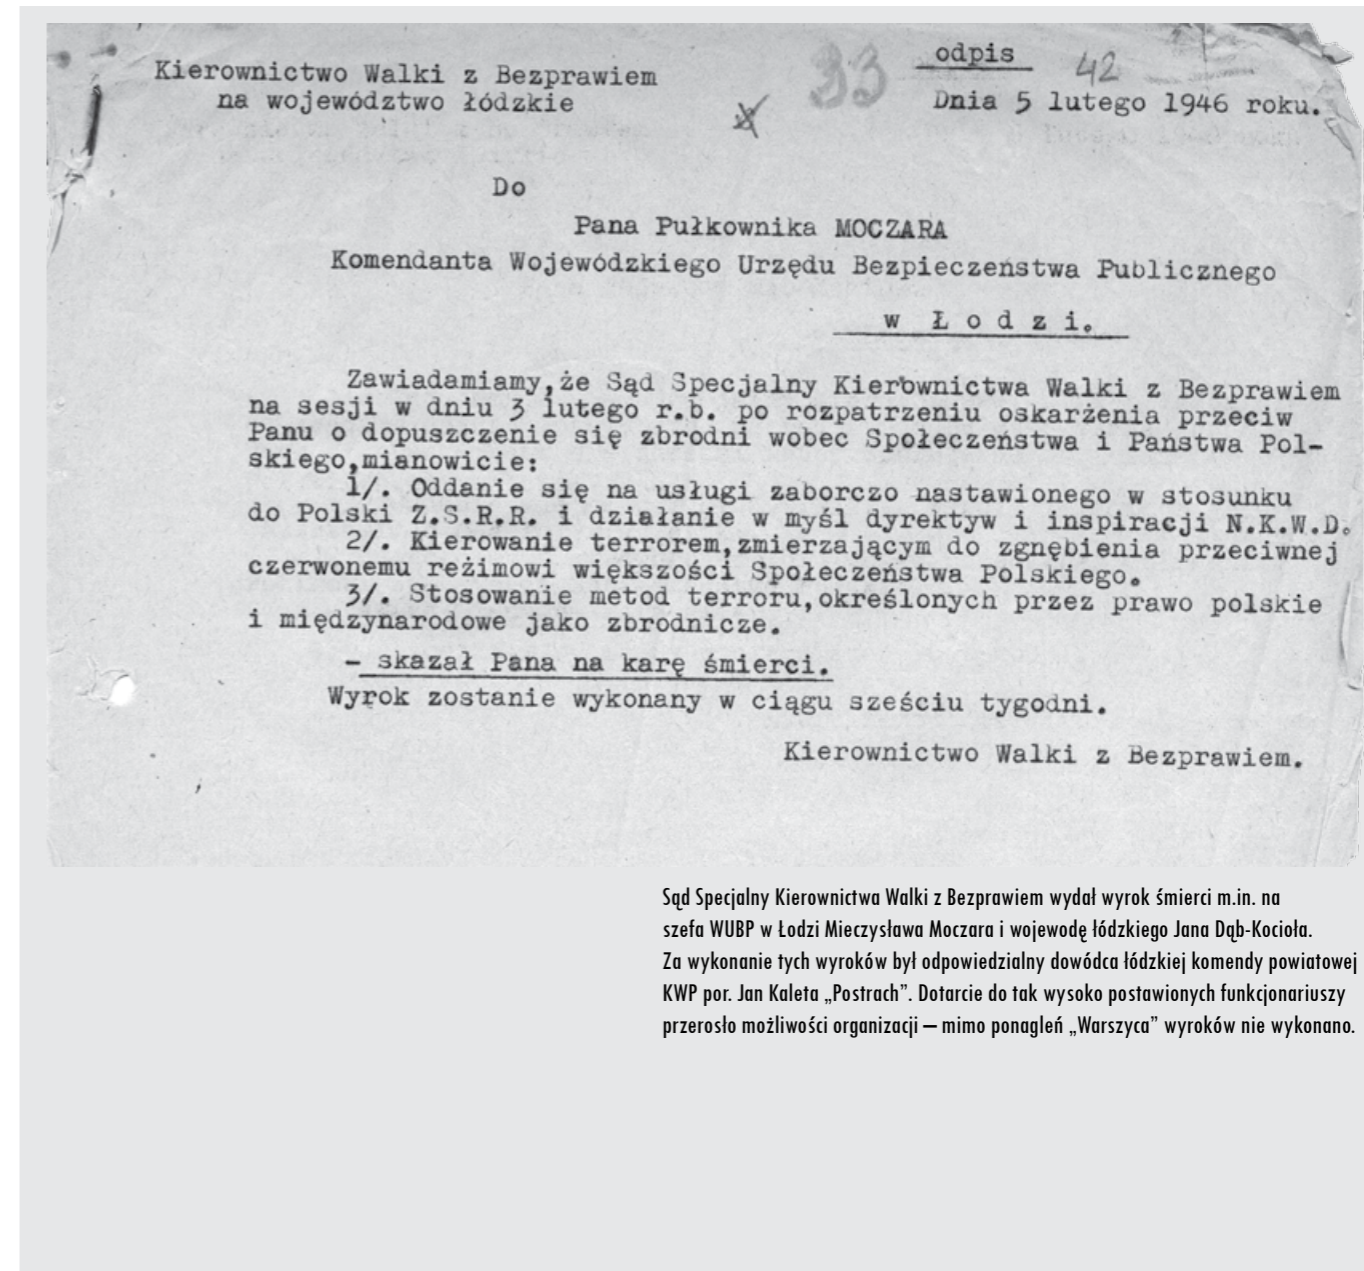 odpis
33
42
Kierownictwo Walki z Bezprawiem
na województwo łódzkie
Dnia 5 lutego 1946 roku.
Do
Pana Pułkownika MOCZARA
Komendanta Wojewódzkiego Urzędu Bezpieczeństwa Publicznego
w Ł o d z i.
Zawiadamiamy,że Sąd Specjalny Kierownictwa Walki z Bezprawiem
na sesji w dniu 3 lutego r.b. po rozpatrzeniu oskarżenia przeciw
Panu o dopuszczenie się zbrodni wobec Społeczeństwa i Państwa Pol-
skiego,mianowicie:
1/. Oddanie się na usługi zaborczo nastawionego w stosunku
do Polski Z.S.R.R. i działanie w myśl dyrektyw i inspiracji N.K.W.D.
2/. Kierowanie terrorem,zmierzającym do zgnębienia przeciwnej
czerwonemu reżimowi większości Społeczeństwa Polskiego.
3/. Stosowanie metod terroru,określonych przez prawo polskie
i międzynarodowe jako zbrodnicze.
- skazał Pana na karę śmierci.
Wyrok zostanie wykonany w ciągu sześciu tygodni.
Kierownictwo Walki z Bezprawiem.
Sąd Specjalny Kierownictwa Walki z Bezprawiem wydał wyrok śmierci m.in. na
szefa WUBP w Łodzi Mieczysława Moczara i wojewodę łódzkiego Jana Dąb-Kocioła.
Za wykonanie tych wyroków był odpowiedzialny dowódca łódzkiej komendy powiatowej
KWP por. Jan Kaleta „Postrach”. Dotarcie do tak wysoko postawionych funkcjonariuszy
przerosło możliwości organizacji – mimo ponagleń „Warszyca” wyroków nie wykonano.